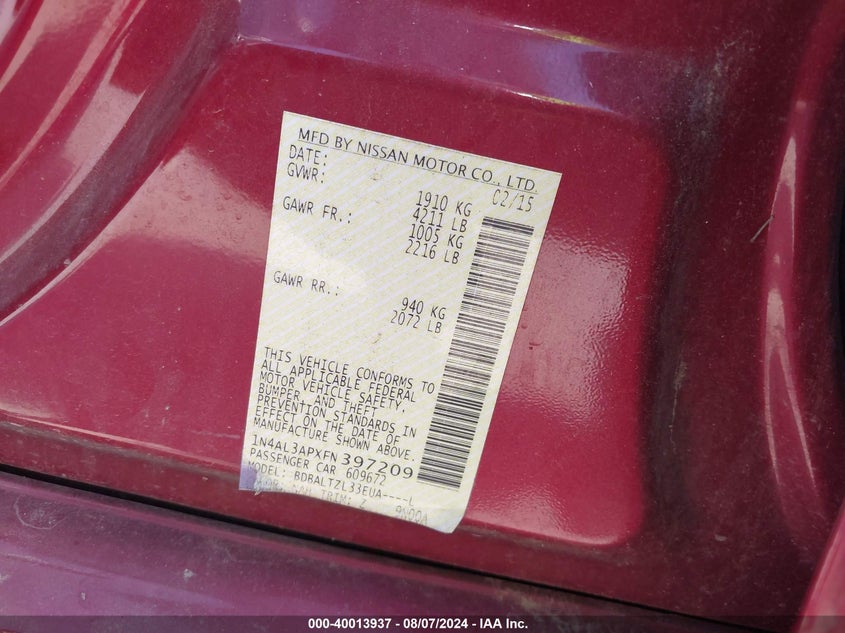 MFD BY NISSAN MOTOR CO., LTD.
DATE: 02/15
GVWR: 1910 KG
4211 LB
GAWR FR.: 1005 KG
2216 LB
GAWR RR.: 940 KG
2072 LB
THIS VEHICLE CONFORMS TO
ALL APPLICABLE FEDERAL
MOTOR VEHICLE SAFETY,
BUMPER, AND THEFT
PREVENTION STANDARDS IN
EFFECT ON THE DATE OF
MANUFACTURE SHOWN ABOVE.
1N4AL3APXFN397209
PASSENGER CAR 609672
MODEL: BDBALTZL33EUA----L
TRIM: Z
000-40013937 - 08/07/2024 - IAA Inc.